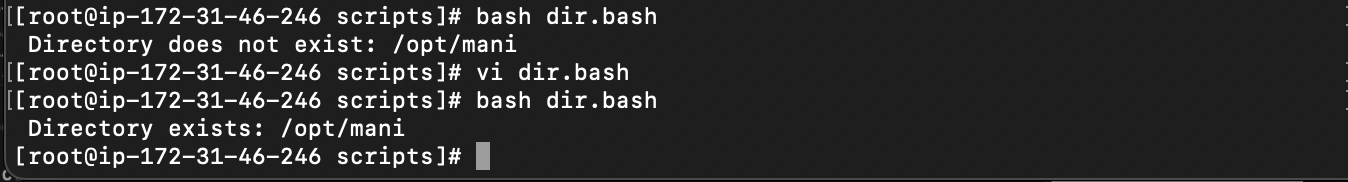 [[root@ip-172-31-46-246 scripts]# bash dir.bash
Directory does not exist: /opt/mani
[[root@ip-172-31-46-246 scripts]# vi dir.bash
[[root@ip-172-31-46-246 scripts]# bash dir.bash
Directory exists: /opt/mani
[root@ip-172-31-46-246 scripts]#